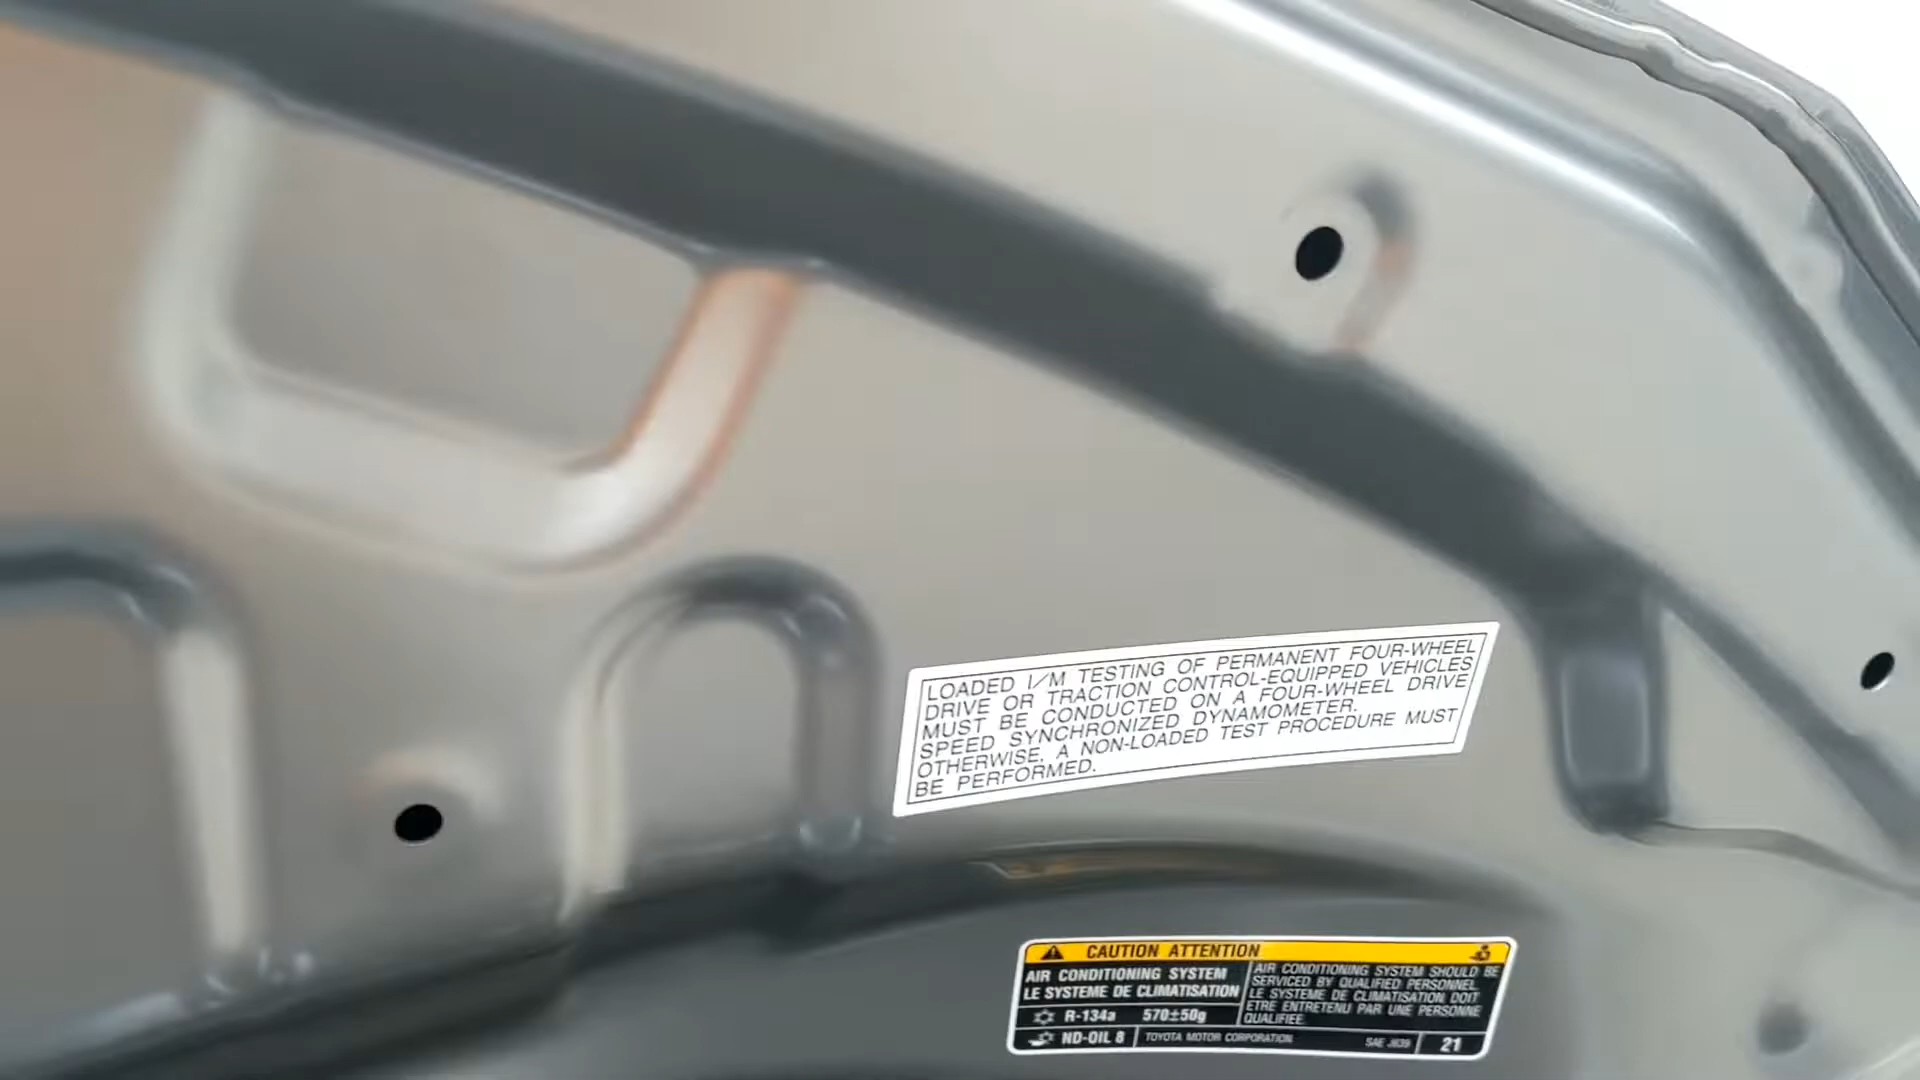 LOADED I/M TESTING OF PERMANENT FOUR-WHEEL
DRIVE OR TRACTION CONTROL-EQUIPPED VEHICLES
MUST BE CONDUCTED ON A FOUR-WHEEL DRIVE
SPEED SYNCHRONIZED DYNAMOMETER.
OTHERWISE, A NON-LOADED TEST PROCEDURE MUST
BE PERFORMED.
CAUTION ATTENTION
AIR CONDITIONING SYSTEM
LE SYSTEME DE CLIMATISATION
R-134a 570±50g
ND-OIL 8
AIR CONDITIONING SYSTEM SHOULD BE
SERVICED BY QUALIFIED PERSONNEL.
LE SYSTEME DE CLIMATISATION DOIT
ETRE ENTRETENU PAR UNE PERSONNE
QUALIFIEE.
TOYOTA MOTOR CORPORATION SAE J639 21